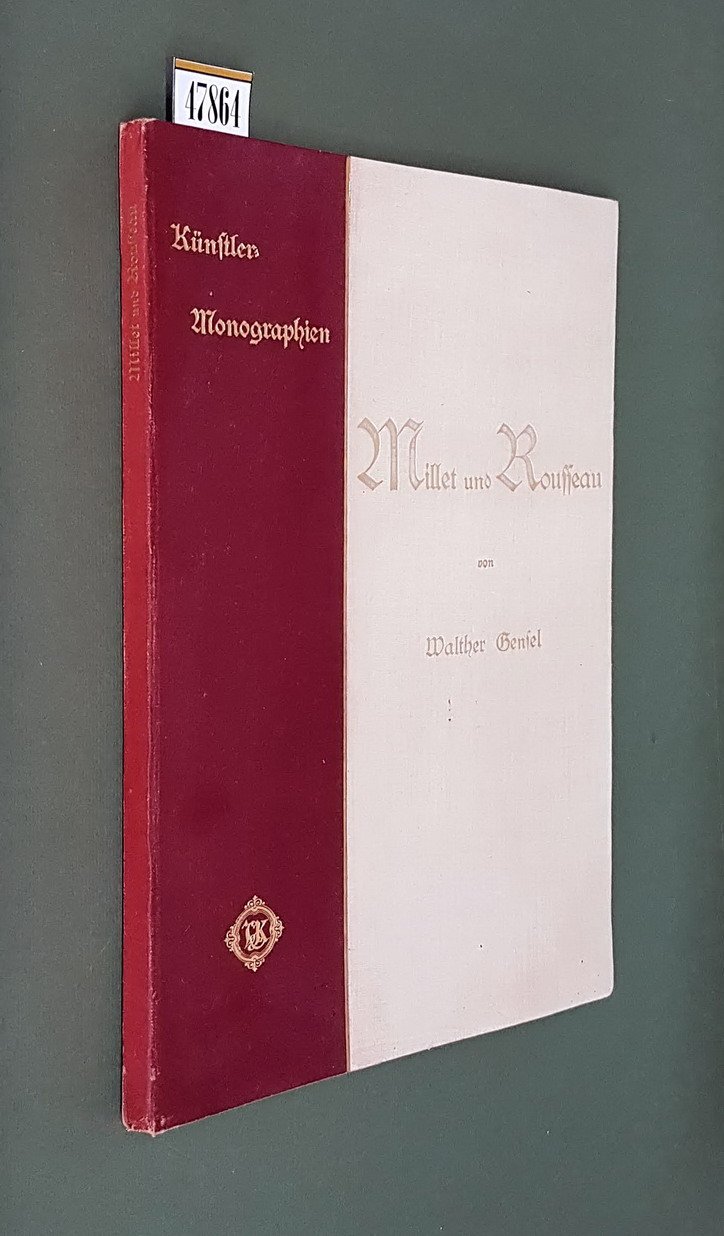 47864
Künſtler⸗
Monographien
Millet und Rouſſeau
von
Walther Genſel
Millet und Rouſſeau
V&K